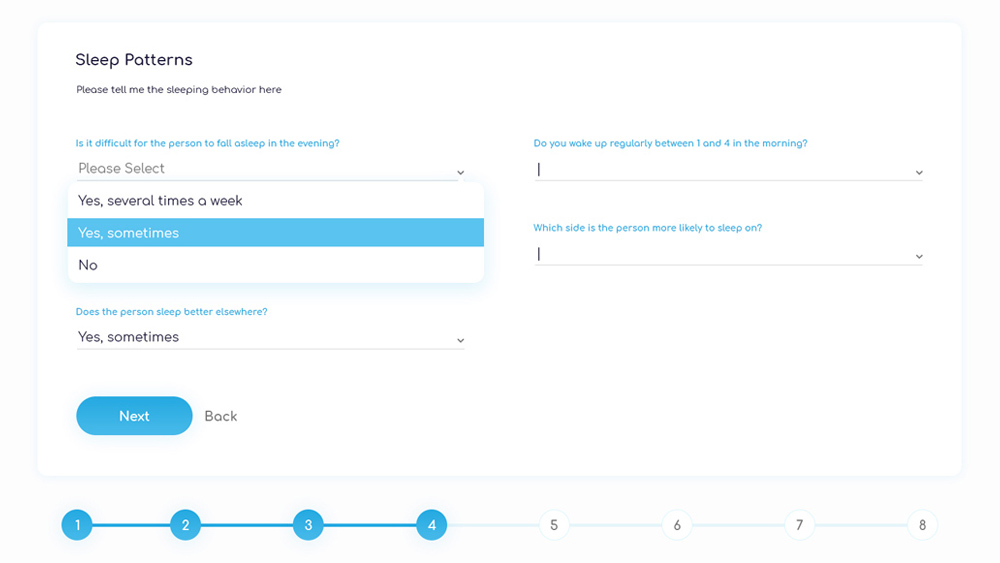 Sleep Patterns
Please tell me the sleeping behavior here
Is it difficult for the person to fall asleep in the evening?
Please Select
Yes, several times a week
Yes, sometimes
No
Do you wake up regularly between 1 and 4 in the morning?
Which side is the person more likely to sleep on?
Does the person sleep better elsewhere?
Yes, sometimes
Next Back
1 2 3 4 5 6 7 8